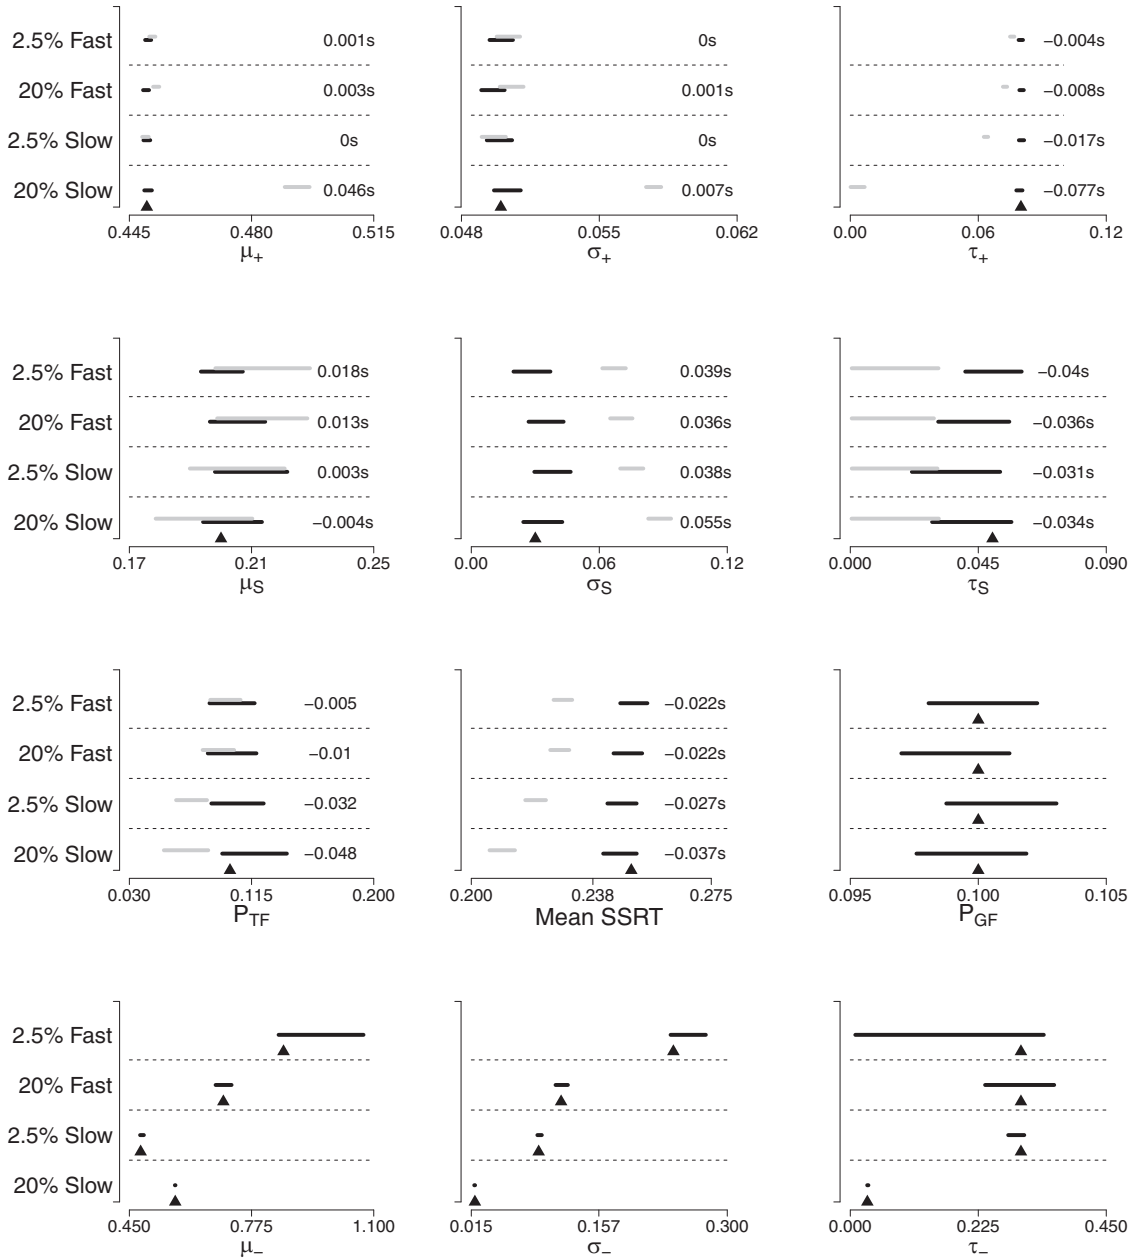 2.5% Fast 0.001s 0s −0.004s
20% Fast 0.003s 0.001s −0.008s
2.5% Slow 0s 0s −0.017s
20% Slow 0.046s 0.007s −0.077s
0.445 0.480 0.515 0.048 0.055 0.062 0.00 0.06 0.12
μ+ σ+ τ+
2.5% Fast 0.018s 0.039s −0.04s
20% Fast 0.013s 0.036s −0.036s
2.5% Slow 0.003s 0.038s −0.031s
20% Slow −0.004s 0.055s −0.034s
0.17 0.21 0.25 0.00 0.06 0.12 0.000 0.045 0.090
μS σS τS
2.5% Fast −0.005 −0.022s
20% Fast −0.01 −0.022s
2.5% Slow −0.032 −0.027s
20% Slow −0.048 −0.037s
0.030 0.115 0.200 0.200 0.238 0.275 0.095 0.100 0.105
PTF Mean SSRT PGF
2.5% Fast
20% Fast
2.5% Slow
20% Slow
0.450 0.775 1.100 0.015 0.157 0.300 0.000 0.225 0.450
μ− σ− τ−